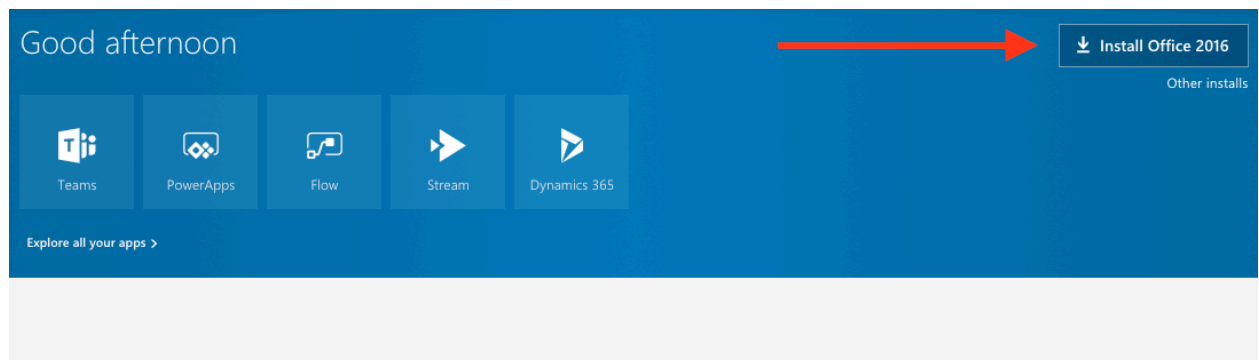 Good afternoon
Install Office 2016
Other installs
Teams
PowerApps
Flow
Stream
Dynamics 365
Explore all your apps >